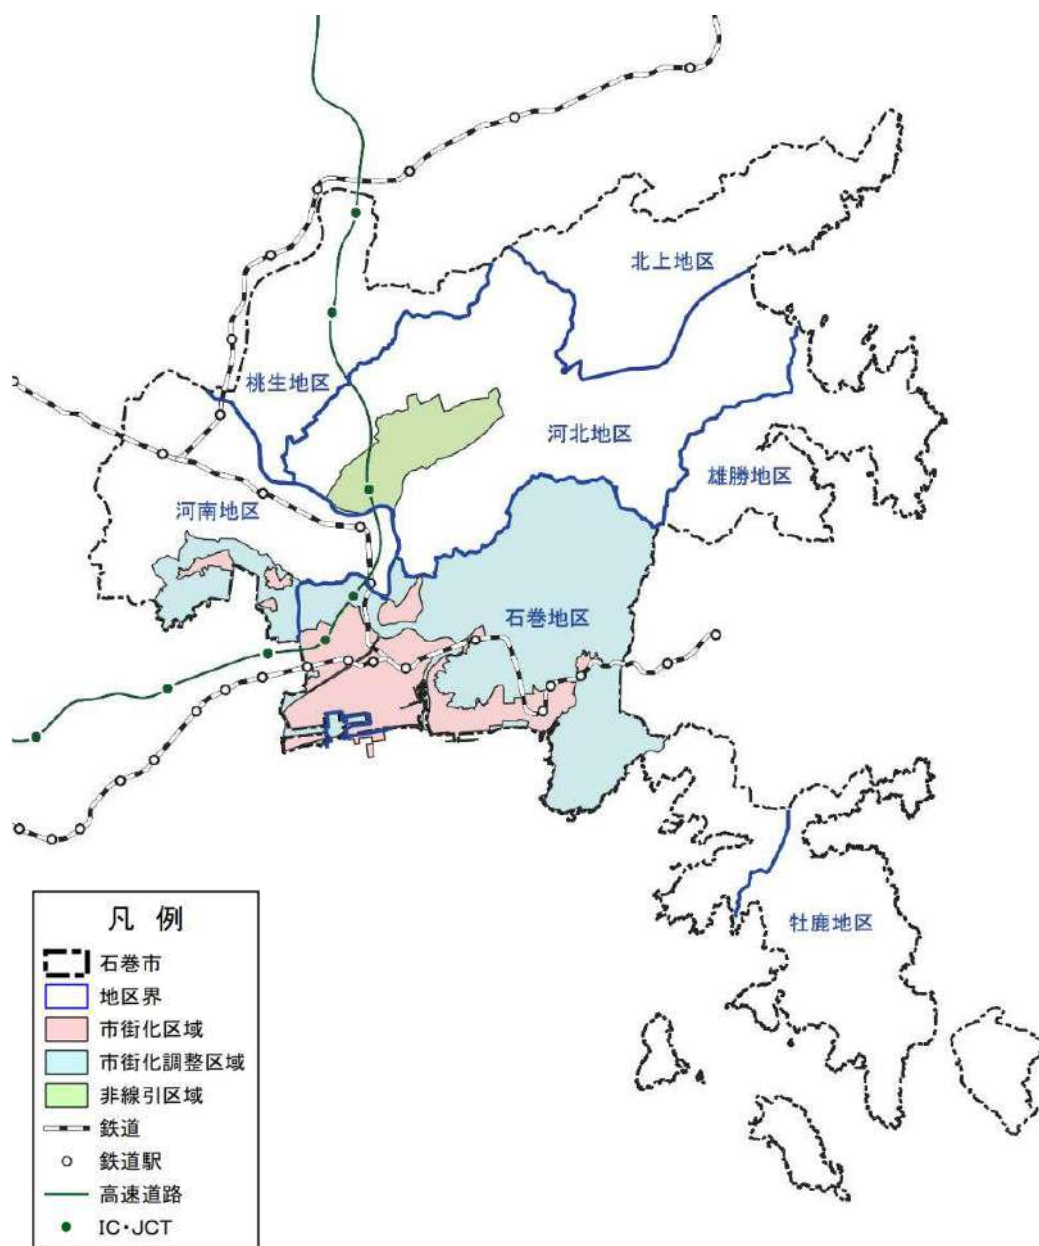 北上地区
桃生地区
河北地区
雄勝地区
河南地区
石巻地区
牡鹿地区
凡 例
石巻市
地区界
市街化区域
市街化調整区域
非線引区域
鉄道
鉄道駅
高速道路
IC・JCT